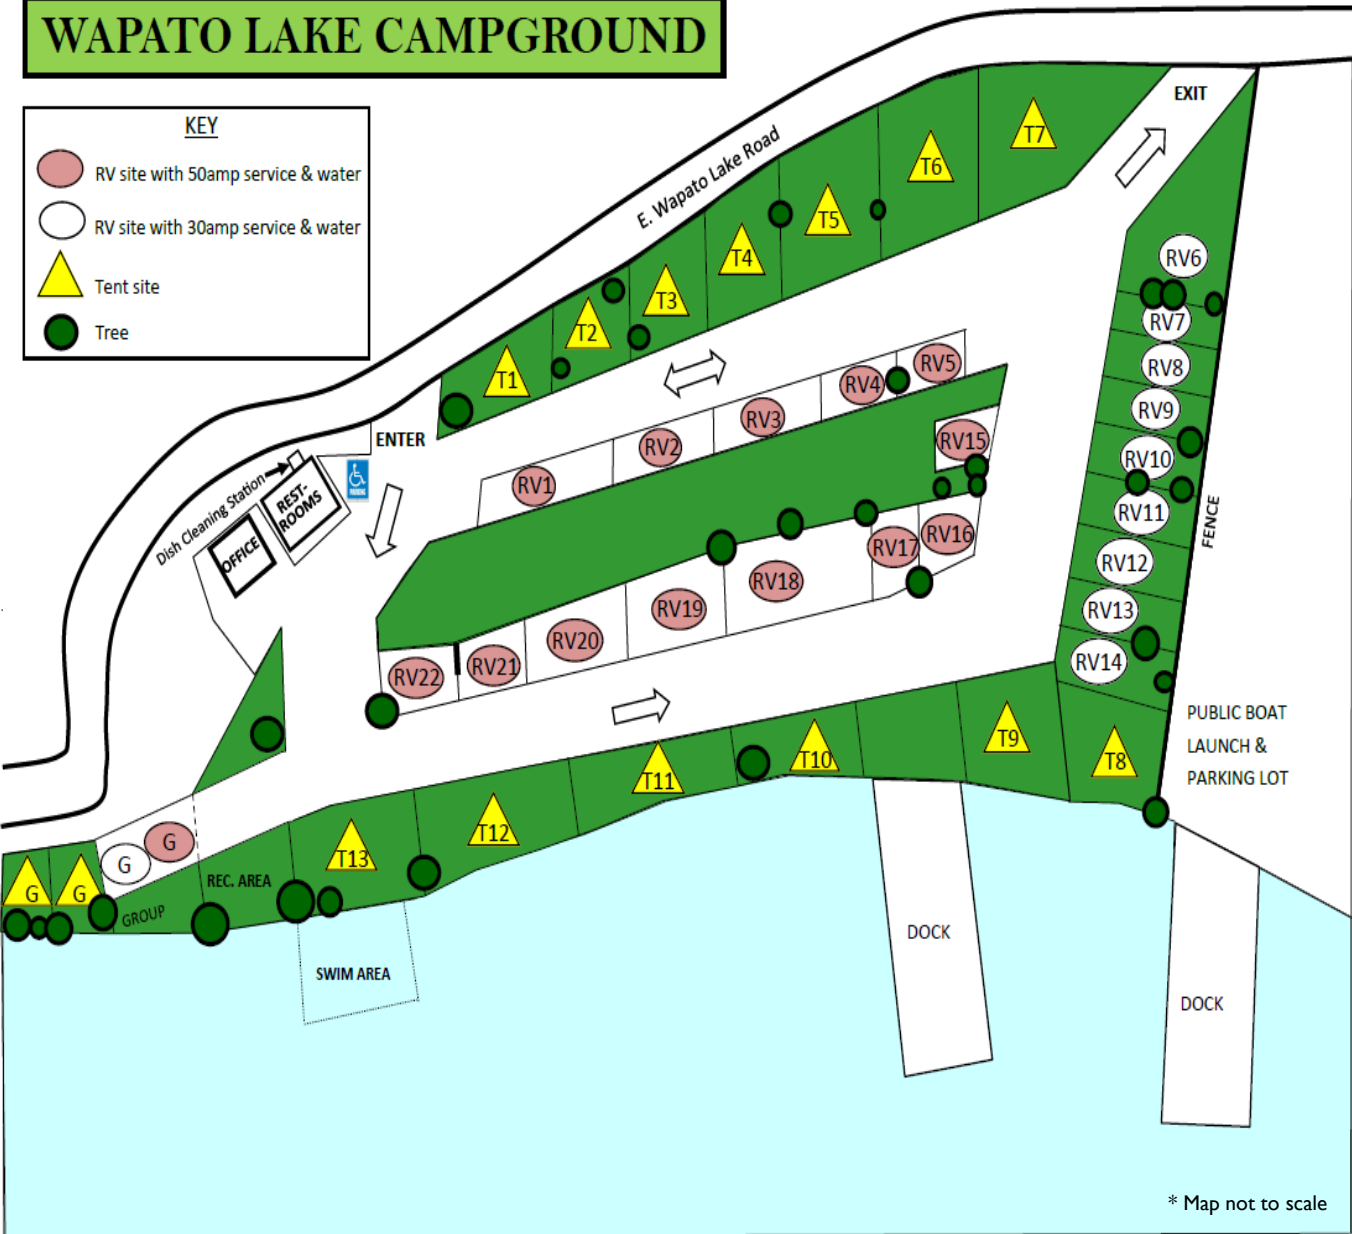 WAPATO LAKE CAMPGROUND
KEY
RV site with 50amp service & water
RV site with 30amp service & water
Tent site
Tree
E. Wapato Lake Road
EXIT
T7
T6
T5
T4
T3
T2
T1
ENTER
PARKING
Dish Cleaning Station
REST-
ROOMS
OFFICE
RV1
RV2
RV3
RV4
RV5
RV6
RV7
RV8
RV9
RV10
RV11
RV12
RV13
RV14
FENCE
RV15
RV16
RV17
RV18
RV19
RV20
RV21
RV22
PUBLIC BOAT
LAUNCH &
PARKING LOT
T8
T9
T10
T11
T12
T13
G
G
G
G
GROUP
REC. AREA
SWIM AREA
DOCK
DOCK
* Map not to scale